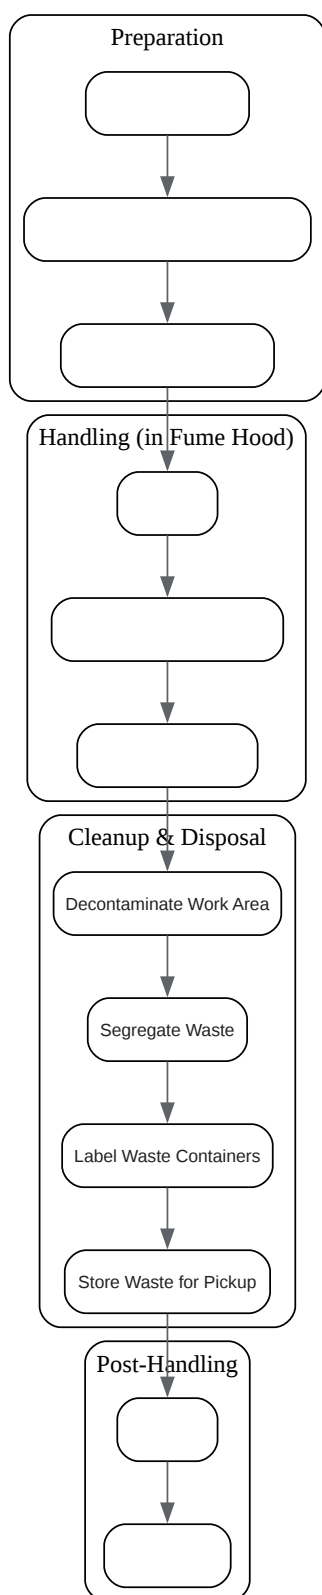 Preparation
Handling (in Fume Hood)
Cleanup & Disposal
Decontaminate Work Area
Segregate Waste
Label Waste Containers
Store Waste for Pickup
Post-Handling